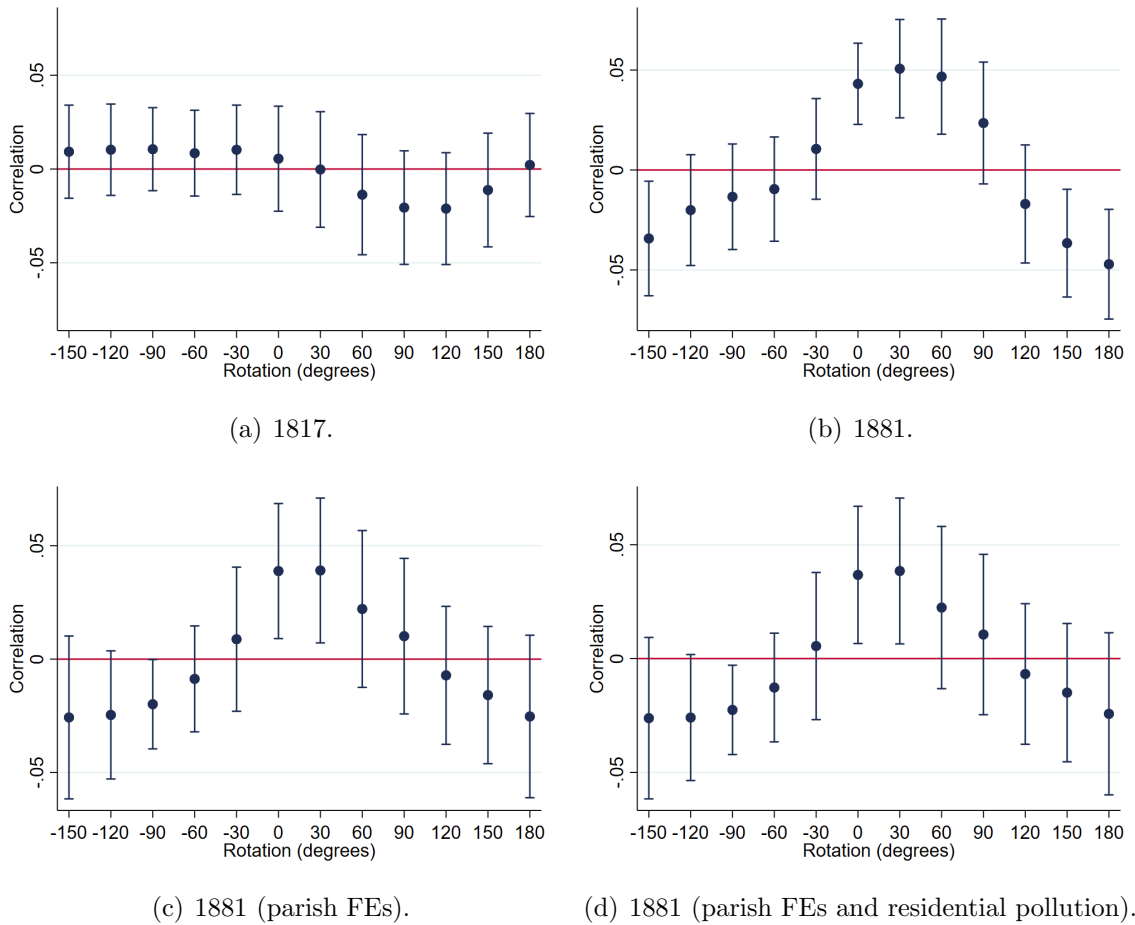 .05
0
-.05
Correlation
-150 -120 -90 -60 -30 0 30 60 90 120 150 180
Rotation (degrees)
(a) 1817.
.05
0
-.05
Correlation
-150 -120 -90 -60 -30 0 30 60 90 120 150 180
Rotation (degrees)
(b) 1881.
.05
0
-.05
Correlation
-150 -120 -90 -60 -30 0 30 60 90 120 150 180
Rotation (degrees)
(c) 1881 (parish FEs).
.05
0
-.05
Correlation
-150 -120 -90 -60 -30 0 30 60 90 120 150 180
Rotation (degrees)
(d) 1881 (parish FEs and residential pollution).